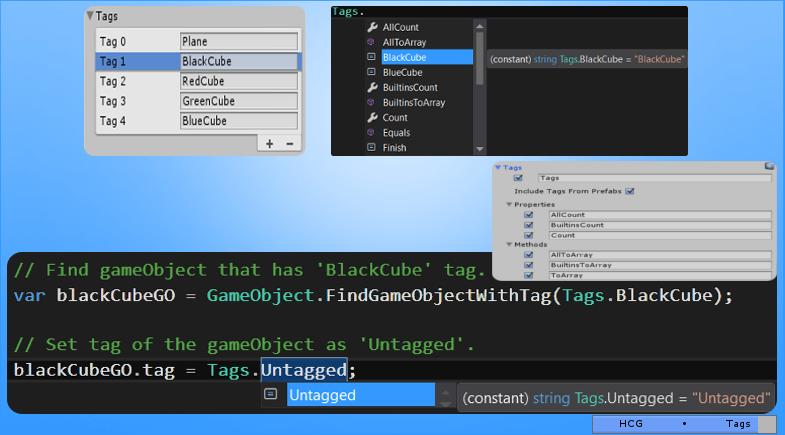 Tags
Tag 0 Plane
Tag 1 BlackCube
Tag 2 RedCube
Tag 3 GreenCube
Tag 4 BlueCube
+ −
Tags.
AllCount
AllToArray
BlackCube
BlueCube
BuiltinsCount
BuiltinsToArray
Count
Equals
Finish
(constant) string Tags.BlackCube = "BlackCube"
Tags
Tags
Include Tags From Prefabs
Properties
AllCount
BuiltinsCount
Count
Methods
AllToArray
BuiltinsToArray
ToArray
// Find gameObject that has 'BlackCube' tag.
var blackCubeGO = GameObject.FindGameObjectWithTag(Tags.BlackCube);
// Set tag of the gameObject as 'Untagged'.
blackCubeGO.tag = Tags.Untagged;
Untagged
(constant) string Tags.Untagged = "Untagged"
HCG • Tags